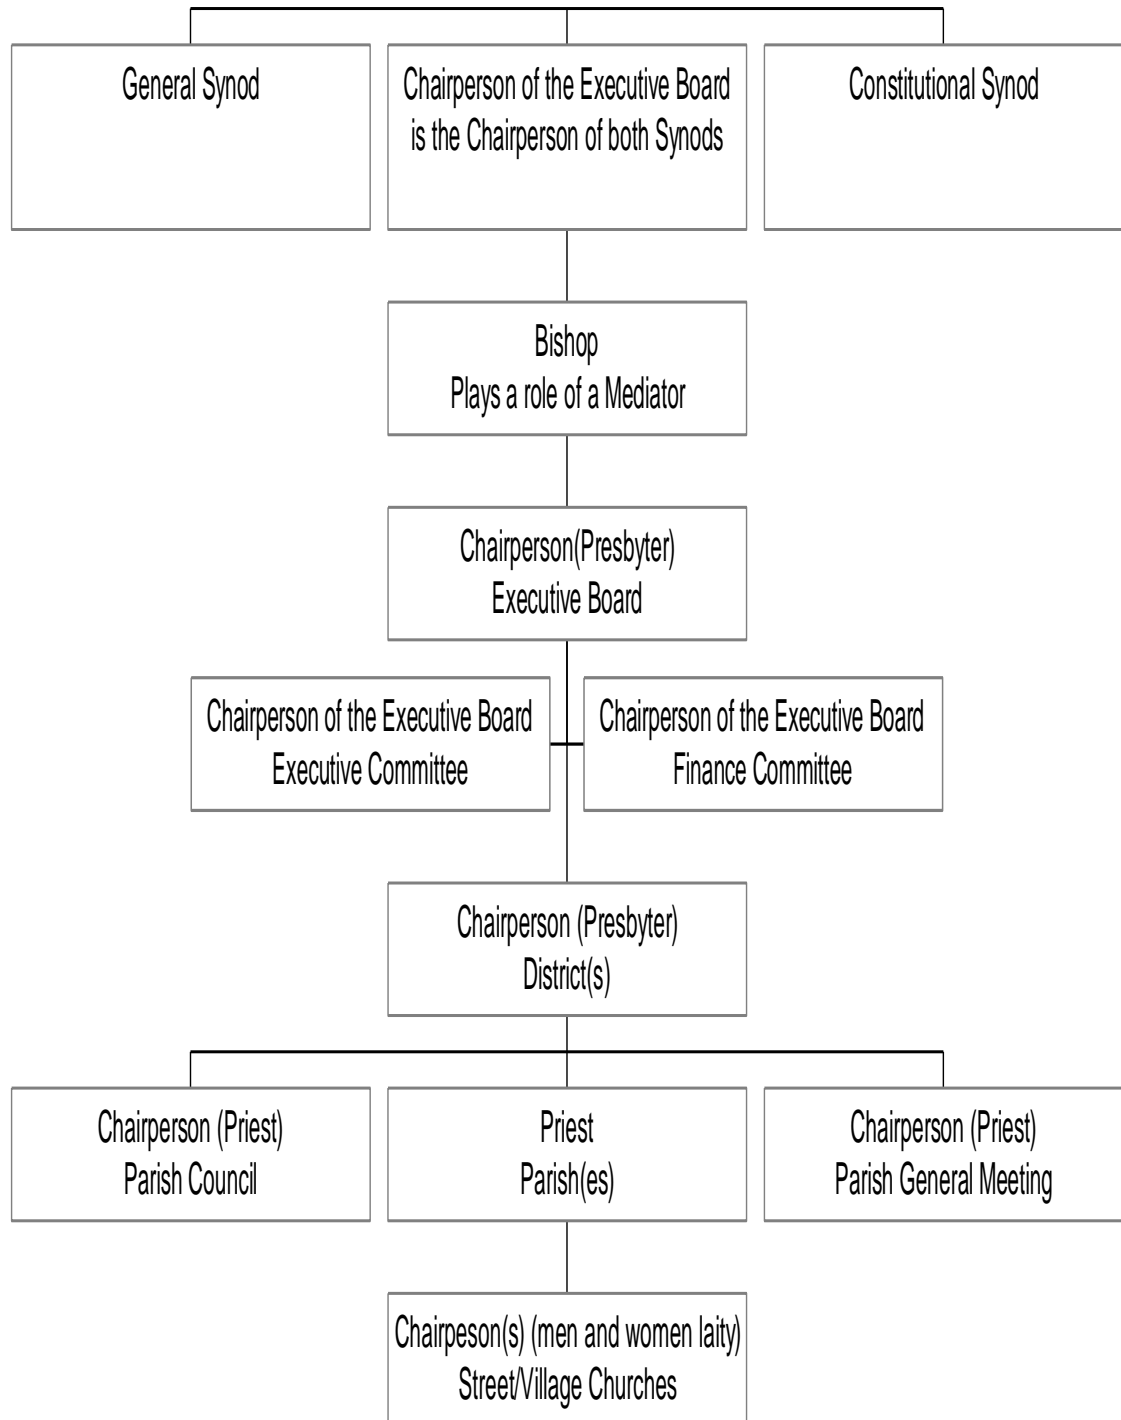 General Synod
Chairperson of the Executive Board
is the Chairperson of both Synods
Constitutional Synod
Bishop
Plays a role of a Mediator
Chairperson(Presbyter)
Executive Board
Chairperson of the Executive Board
Executive Committee
Chairperson of the Executive Board
Finance Committee
Chairperson (Presbyter)
District(s)
Chairperson (Priest)
Parish Council
Priest
Parish(es)
Chairperson (Priest)
Parish General Meeting
Chairpeson(s) (men and women laity)
Street/Village Churches